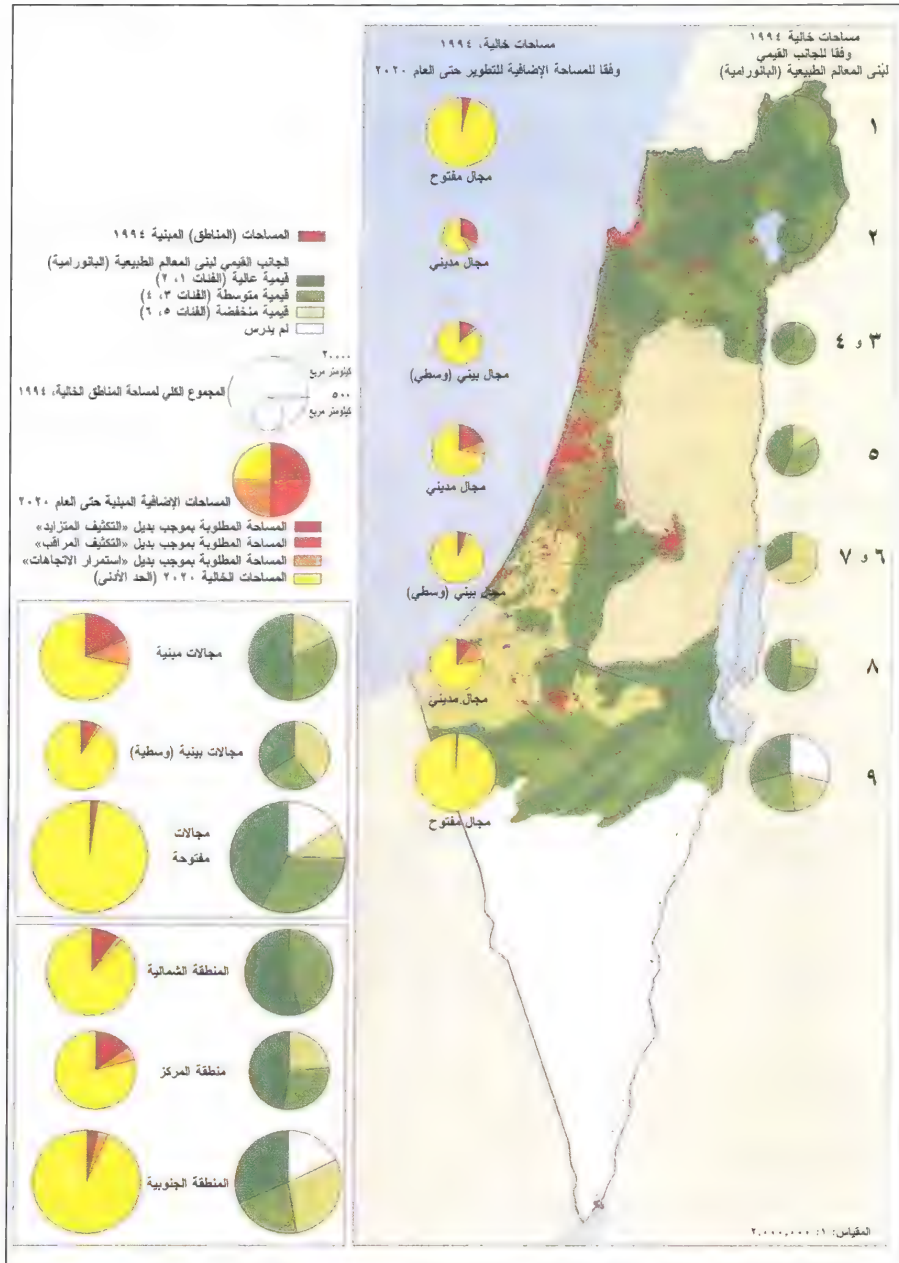 مساحات خالية ١٩٩٤
وفقا للجانب القيمي
لبنى المعالم الطبيعية (البانورامية)
مساحات خالية، ١٩٩٤
وفقا للمساحة الإضافية للتطوير حتى العام ٢٠٢٠
١
مجال مفتوح
٢
مجال مديني
٣ و ٤
مجال بيني (وسطي)
٥
مجال مديني
٦ و ٧
مجال بيني (وسطي)
٨
مجال مديني
٩
مجال مفتوح
المقياس: ١: ٢,٠٠٠,٠٠٠
المساحات (المناطق) المبنية ١٩٩٤
الجانب القيمي لبنى المعالم الطبيعية (البانورامية)
قيمية عالية (الفئات ١، ٢)
قيمية متوسطة (الفئات ٣، ٤)
قيمية منخفضة (الفئات ٥، ٦)
لم يدرس
٢٠٠٠٠
كيلومتر مربع
المجموع الكلي لمساحة المناطق الخالية، ١٩٩٤
٥٠٠
كيلومتر مربع
المساحات الإضافية المبنية حتى العام ٢٠٢٠
المساحة المطلوبة بموجب بديل «التكثيف المتزايد»
المساحة المطلوبة بموجب بديل «التكثيف المراقب»
المساحة المطلوبة بموجب بديل «استمرار الاتجاهات»
المساحات الخالية ٢٠٢٠ (الحد الأدنى)
مجالات مبنية
مجالات بينية (وسطية)
مجالات
مفتوحة
المنطقة الشمالية
منطقة المركز
المنطقة الجنوبية